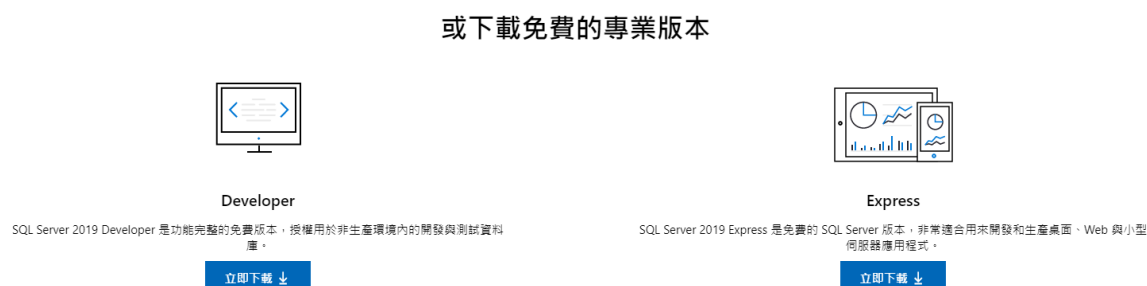 或下載免費的專業版本
Developer
SQL Server 2019 Developer 是功能完整的免費版本，授權用於非生產環境內的開發與測試資料
庫。
立即下載
Express
SQL Server 2019 Express 是免費的 SQL Server 版本，非常適合用來開發和生產桌面、Web 與小型
伺服器應用程式。
立即下載